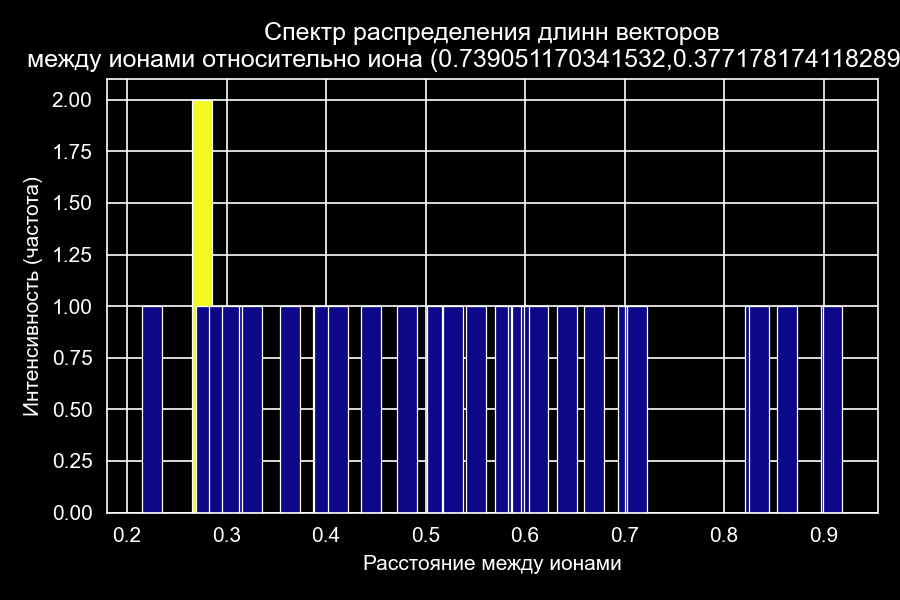 Спектр распределения длинн векторов
между ионами относительно иона (0.739051170341532,0.377178174118289
Интенсивность (частота)
2.00
1.75
1.50
1.25
1.00
0.75
0.50
0.25
0.00
0.2 0.3 0.4 0.5 0.6 0.7 0.8 0.9
Расстояние между ионами